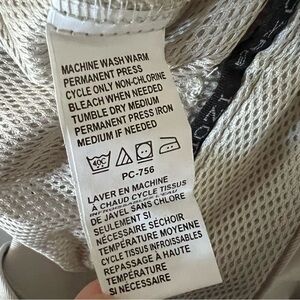 MACHINE WASH WARM
PERMANENT PRESS
CYCLE ONLY NON-CHLORINE
BLEACH WHEN NEEDED
TUMBLE DRY MEDIUM
PERMANENT PRESS IRON
MEDIUM IF NEEDED
40C
PC-756
LAVER EN MACHINE
À CHAUD CYCLE TISSUS
DE JAVEL SANS CHLORE
SEULEMENT SI
NÉCESSAIRE SÉCHOIR
TEMPÉRATURE MOYENNE
CYCLE TISSUS INFROISSABLES
REPASSAGE À HAUTE
TEMPÉRATURE
SI NÉCESSAIRE